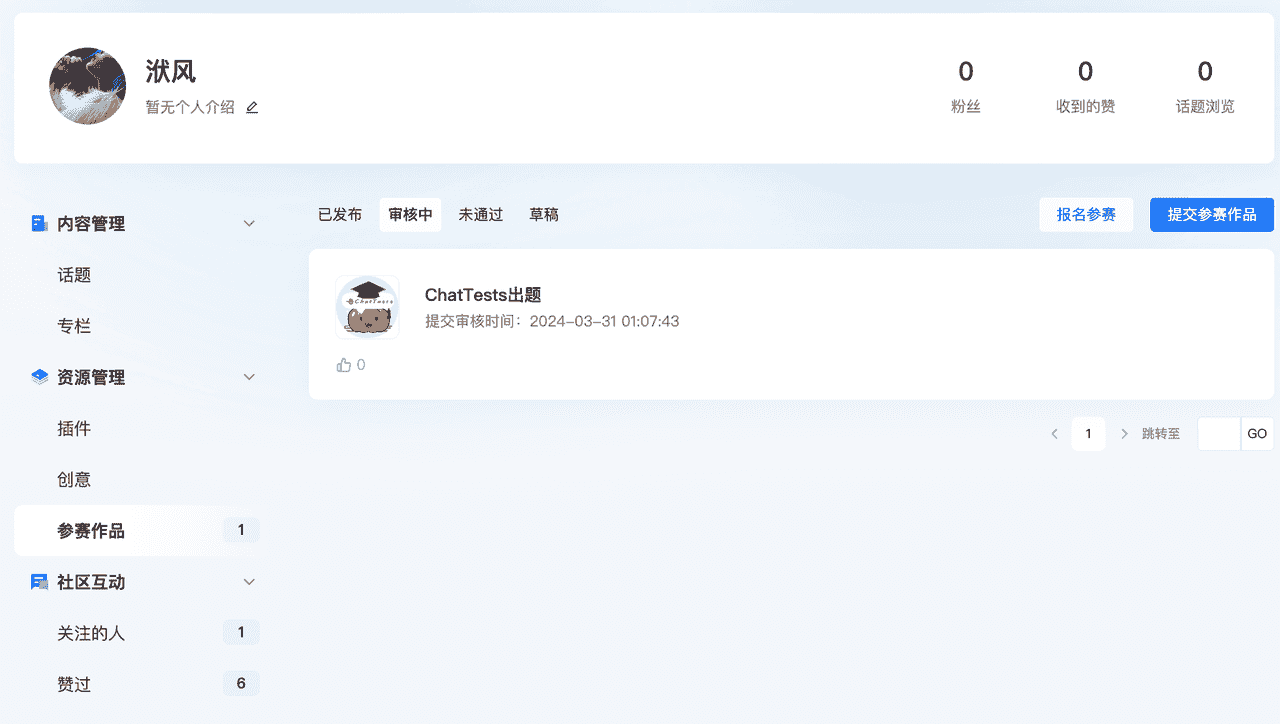 洑风
暂无个人介绍
0
粉丝
0
收到的赞
0
话题浏览
内容管理
话题
专栏
资源管理
插件
创意
参赛作品 1
社区互动
关注的人 1
赞过 6
已发布 审核中 未通过 草稿
报名参赛 提交参赛作品
ChatTests
ChatTests出题
提交审核时间：2024-03-31 01:07:43
0
1 跳转至 GO